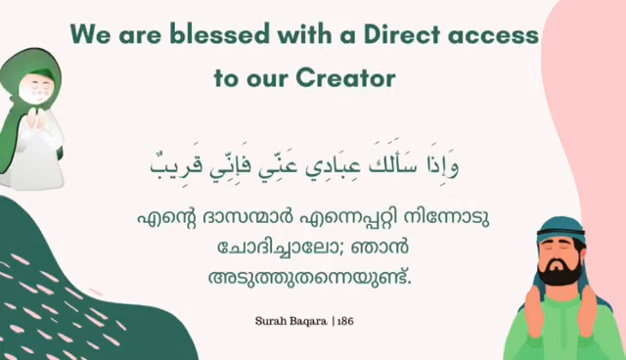 We are blessed with a Direct access
to our Creator
وَإِذَا سَأَلَكَ عِبَادِي عَنِّي فَإِنِّي قَرِيبٌ
എന്റെ ദാസന്മാർ എന്നെപ്പറ്റി നിന്നോടു
ചോദിച്ചാലോ; ഞാൻ
അടുത്തുതന്നെയുണ്ട്.
Surah Baqara | 186